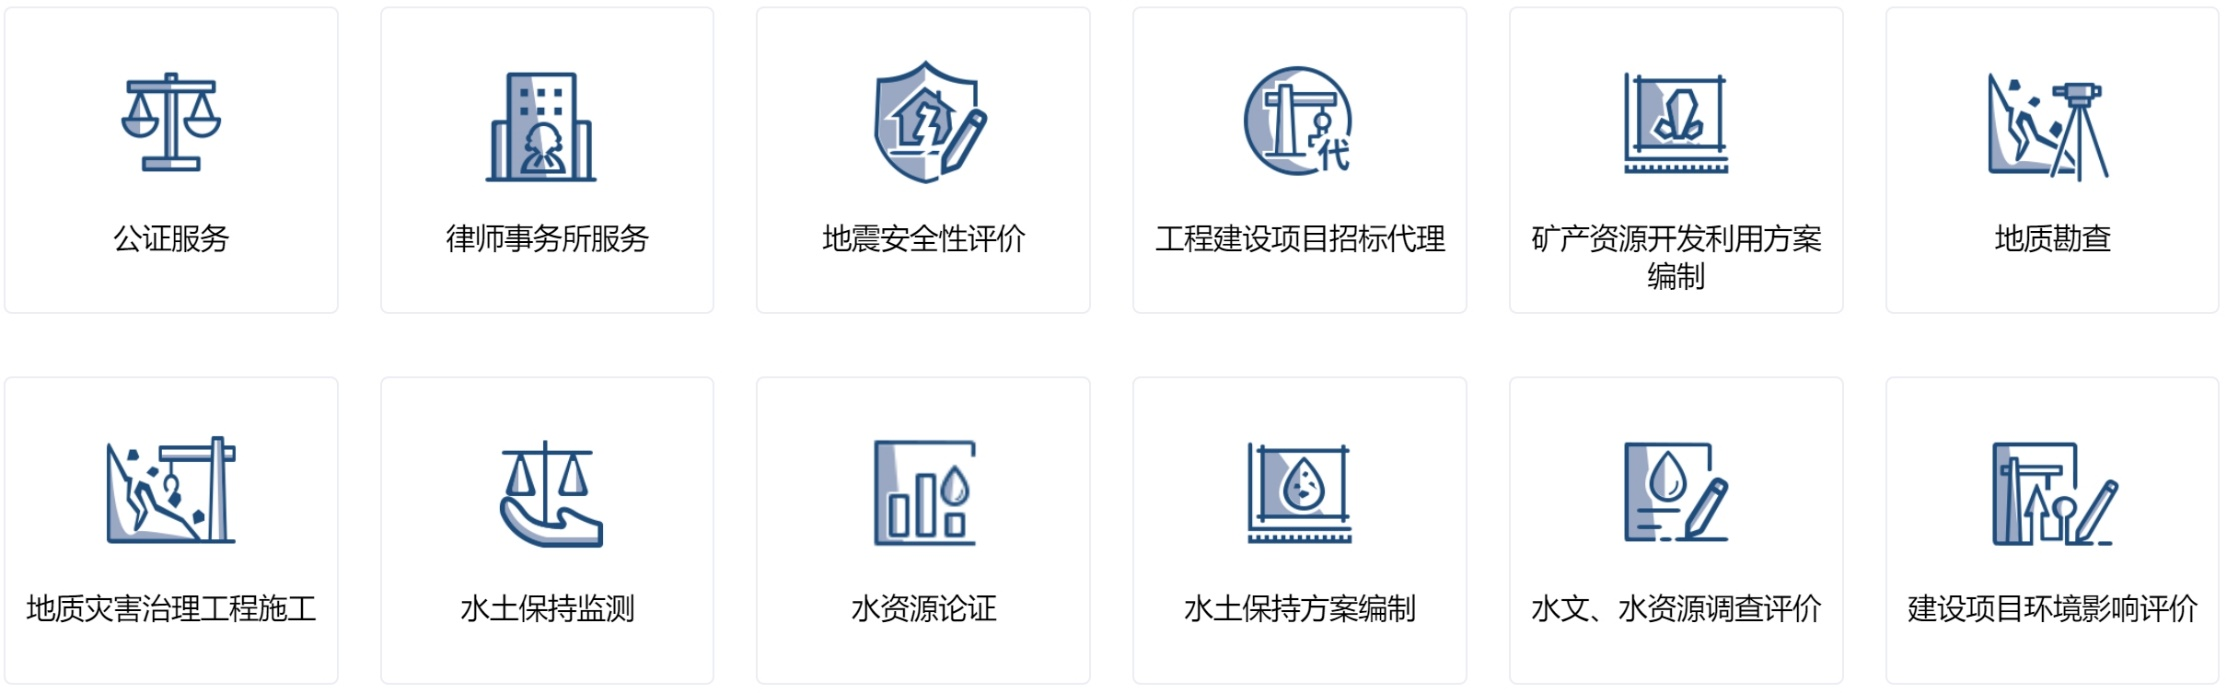 代
公证服务
律师事务所服务
地震安全性评价
工程建设项目招标代理
矿产资源开发利用方案
编制
地质勘查
地质灾害治理工程施工
水土保持监测
水资源论证
水土保持方案编制
水文、水资源调查评价
建设项目环境影响评价